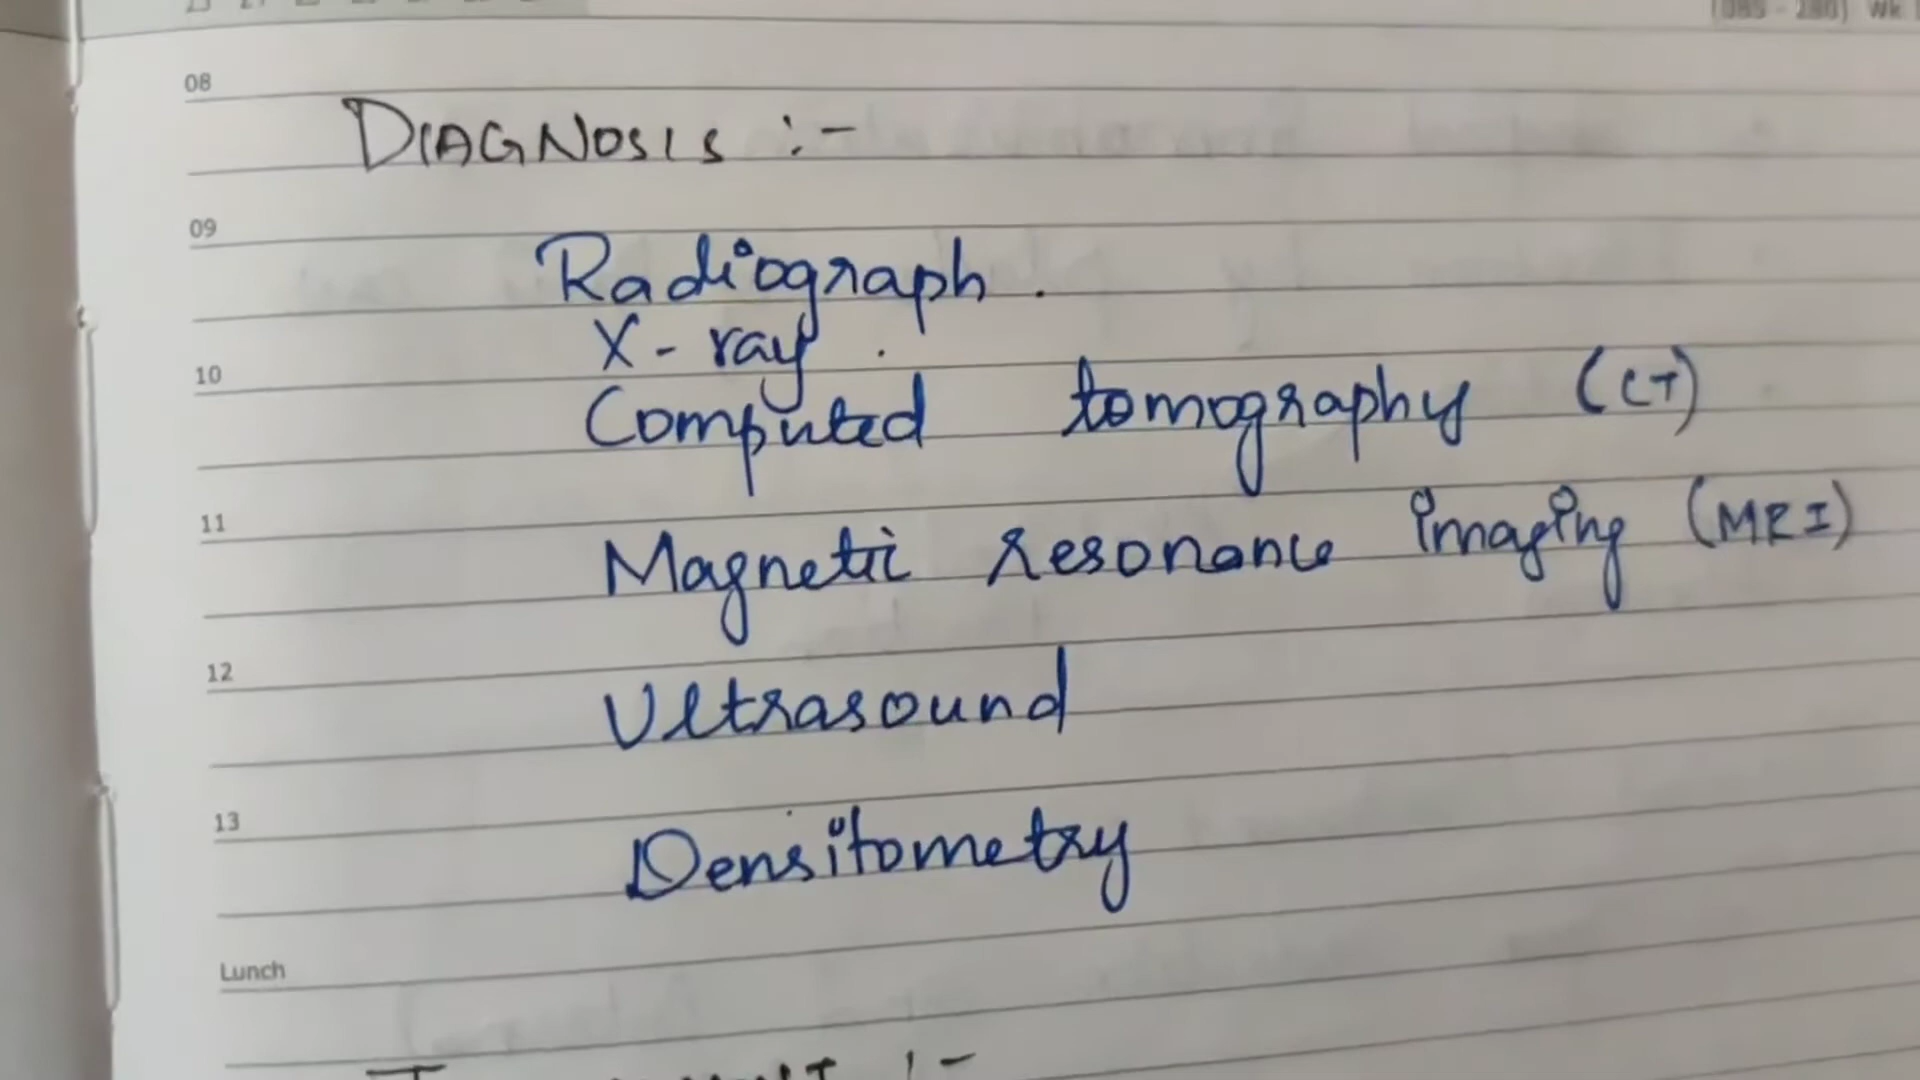 08
DIAGNOSIS :-
09
Radiograph.
X-ray.
10
Computed tomography (CT)
11
Magnetic resonance imaging (MRI)
12
Ultrasound
13
Densitometry
Lunch